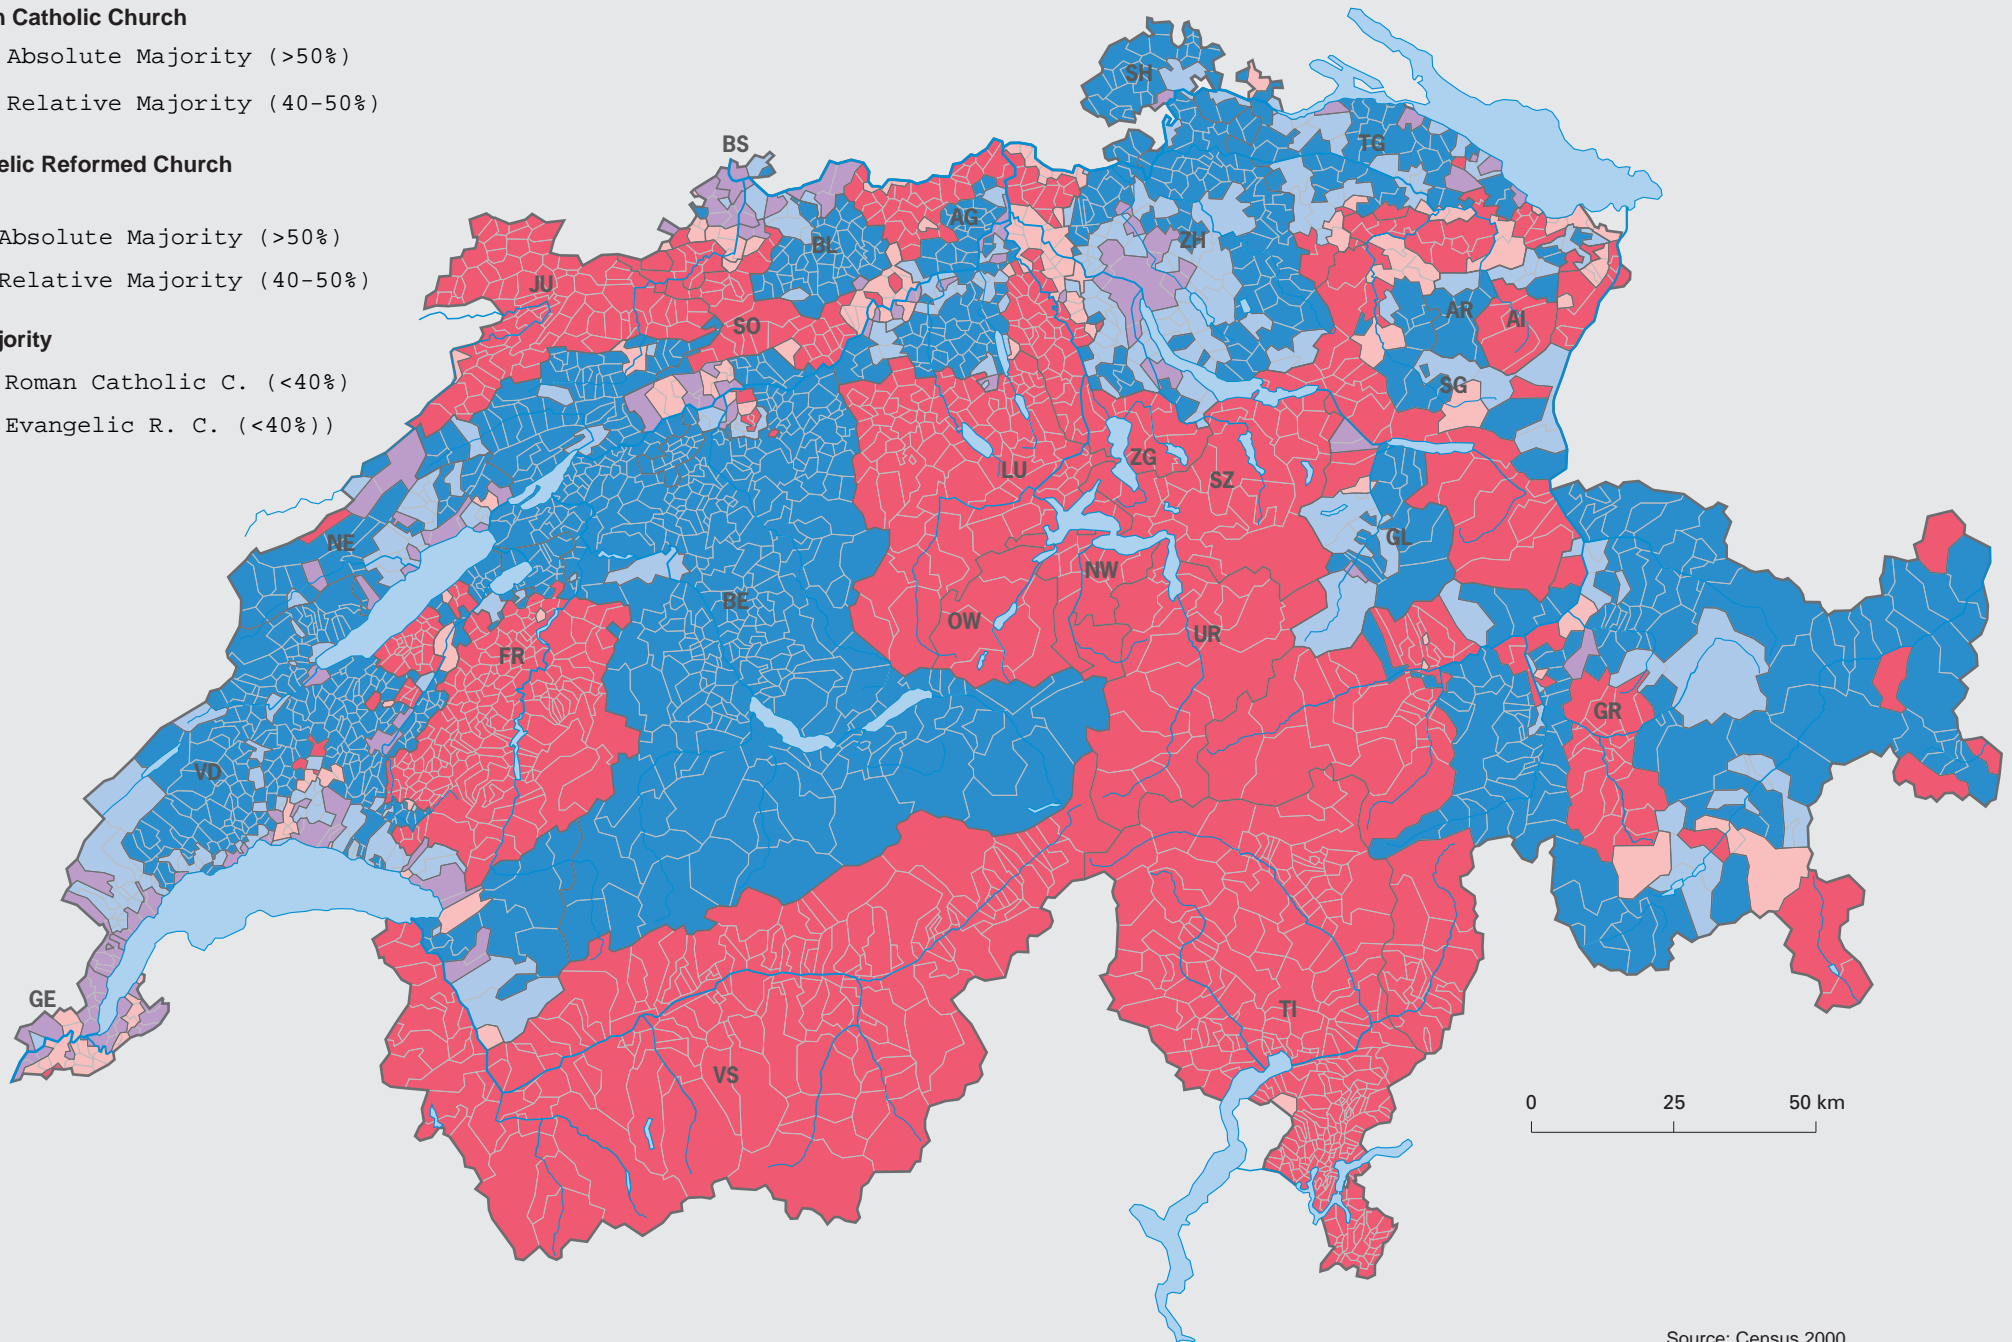 n Catholic Church
Absolute Majority (>50%)
Relative Majority (40-50%)
elic Reformed Church
Absolute Majority (>50%)
Relative Majority (40-50%)
jority
Roman Catholic C. (<40%)
Evangelic R. C. (<40%))
SH
BS
TG
AG
ZH
BL
JU
AR
AI
SO
SG
LU
ZG
SZ
NE
GL
NW
BE
OW
UR
FR
GR
VD
GE
TI
VS
0 25 50 km
Source: Census 2000